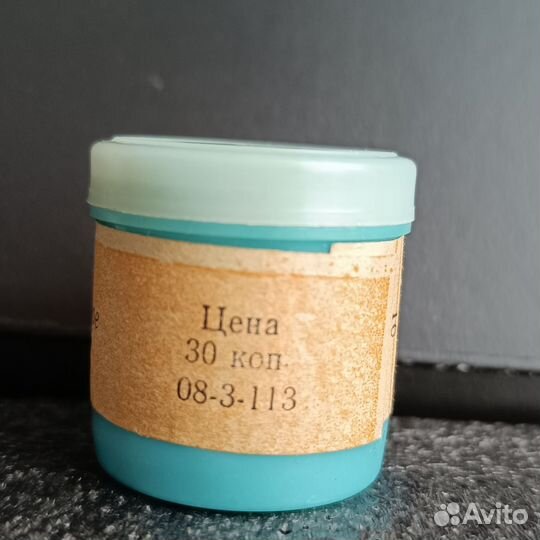 Цена
30 коп.
08-3-113
Avito